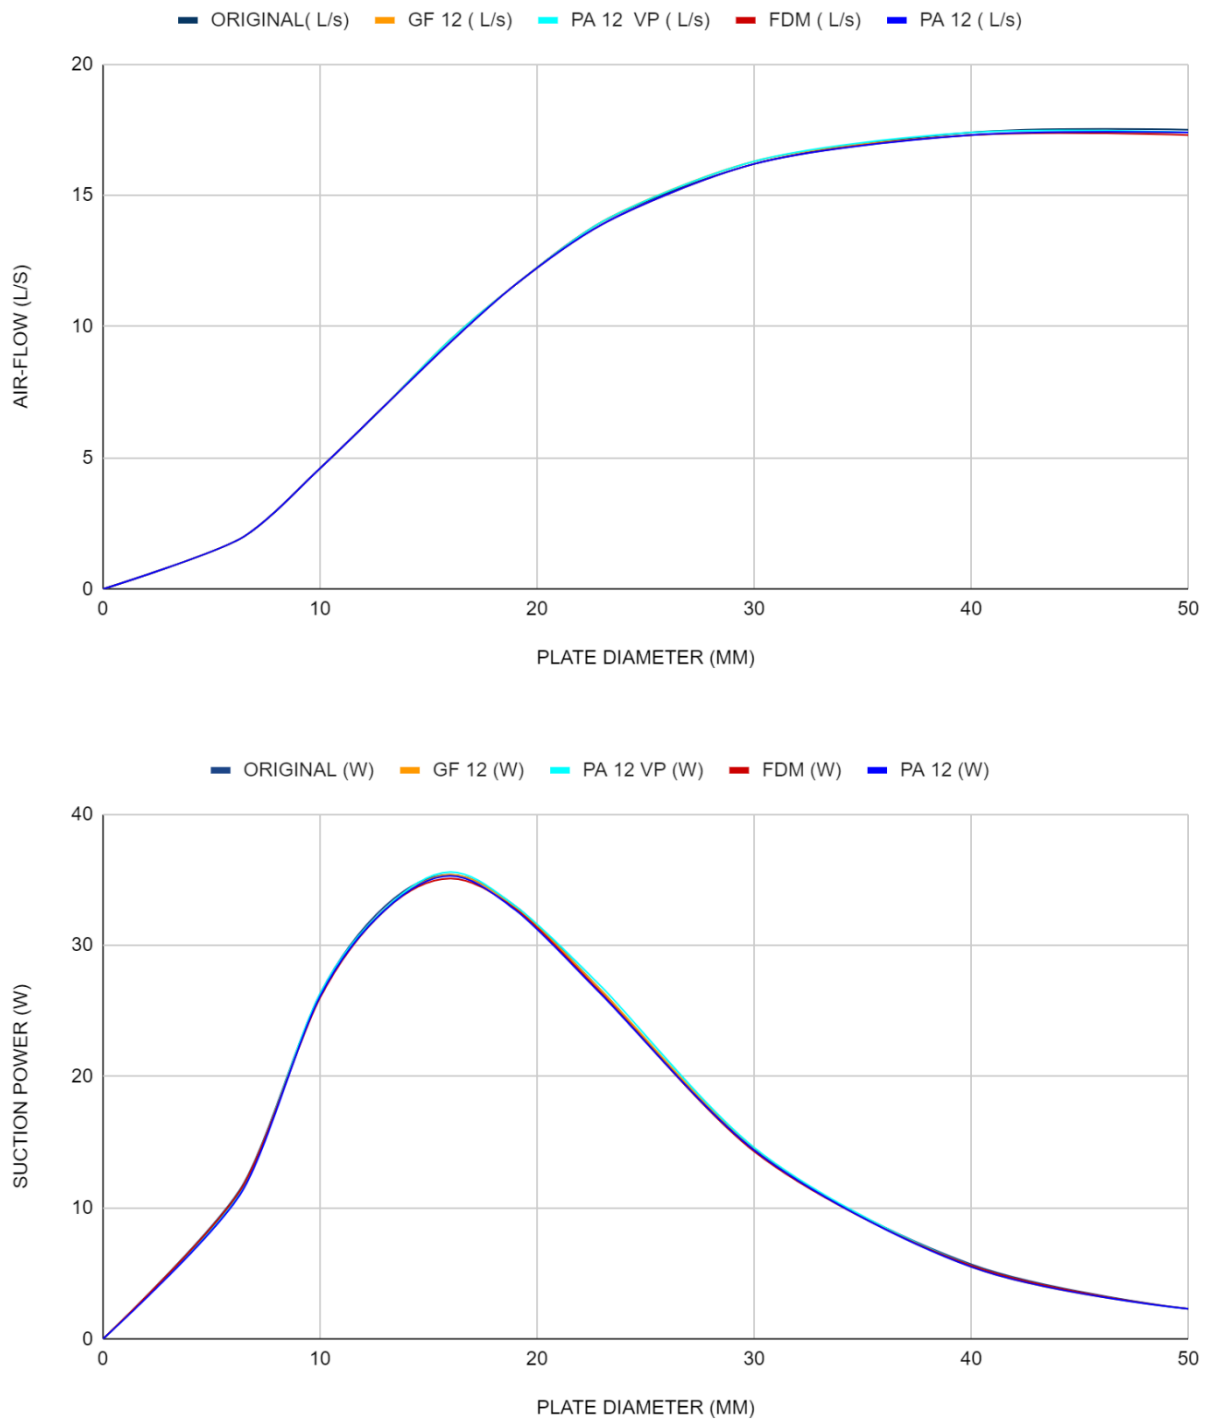 ORIGINAL( L/s) GF 12 ( L/s) PA 12 VP ( L/s) FDM ( L/s) PA 12 ( L/s)
20
15
10
5
0
AIR-FLOW (L/S)
0 10 20 30 40 50
PLATE DIAMETER (MM)
ORIGINAL (W) GF 12 (W) PA 12 VP (W) FDM (W) PA 12 (W)
40
30
20
10
0
SUCTION POWER (W)
0 10 20 30 40 50
PLATE DIAMETER (MM)